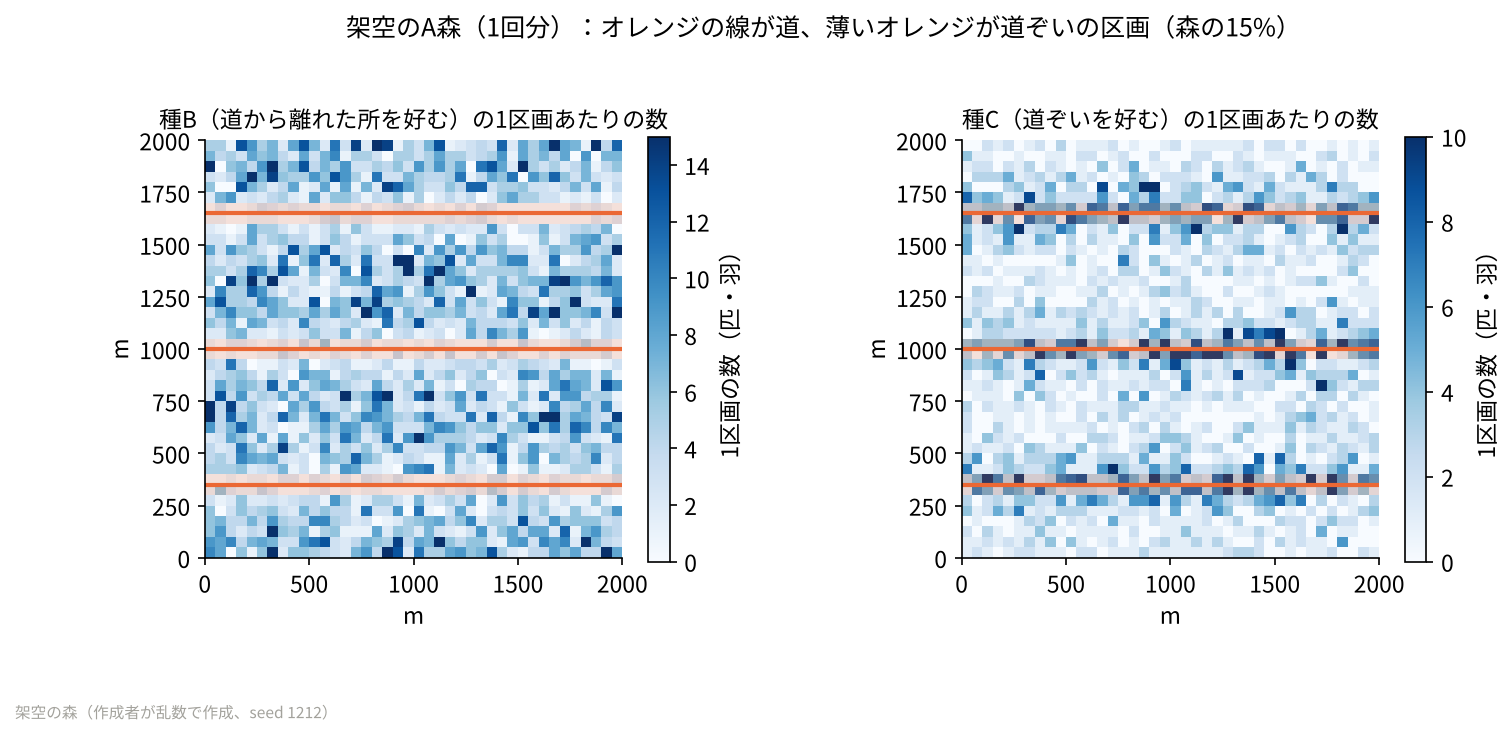 架空のA森（1回分）：オレンジの線が道、薄いオレンジが道ぞいの区画（森の15%）
種B（道から離れた所を好む）の1区画あたりの数
2000
1750
1500
1250
1000
750
500
250
0
m
0 500 1000 1500 2000
m
14
12
10
8
6
4
2
0
1区画の数（匹・羽）
種C（道ぞいを好む）の1区画あたりの数
2000
1750
1500
1250
1000
750
500
250
0
m
0 500 1000 1500 2000
m
10
8
6
4
2
0
1区画の数（匹・羽）
架空の森（作成者が乱数で作成、seed 1212）